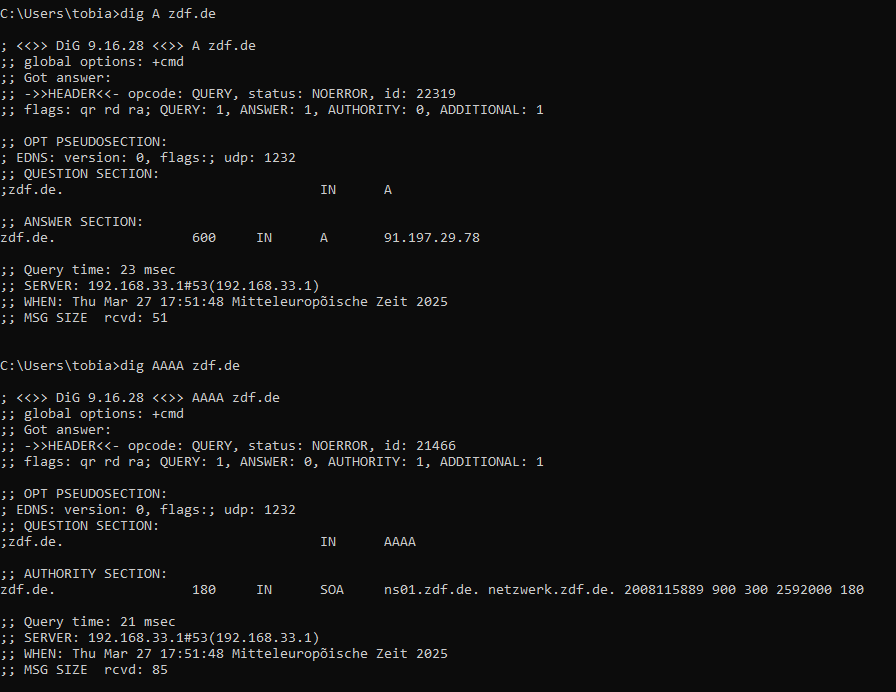 C:\Users\tobia>dig A zdf.de

; <<>> DiG 9.16.28 <<>> A zdf.de
;; global options: +cmd
;; Got answer:
;; ->>HEADER<<- opcode: QUERY, status: NOERROR, id: 22319
;; flags: qr rd ra; QUERY: 1, ANSWER: 1, AUTHORITY: 0, ADDITIONAL: 1

;; OPT PSEUDOSECTION:
; EDNS: version: 0, flags:; udp: 1232
;; QUESTION SECTION:
;zdf.de.                                IN      A

;; ANSWER SECTION:
zdf.de.                 600     IN      A       91.197.29.78

;; Query time: 23 msec
;; SERVER: 192.168.33.1#53(192.168.33.1)
;; WHEN: Thu Mar 27 17:51:48 Mitteleuropõische Zeit 2025
;; MSG SIZE  rcvd: 51


C:\Users\tobia>dig AAAA zdf.de

; <<>> DiG 9.16.28 <<>> AAAA zdf.de
;; global options: +cmd
;; Got answer:
;; ->>HEADER<<- opcode: QUERY, status: NOERROR, id: 21466
;; flags: qr rd ra; QUERY: 1, ANSWER: 0, AUTHORITY: 1, ADDITIONAL: 1

;; OPT PSEUDOSECTION:
; EDNS: version: 0, flags:; udp: 1232
;; QUESTION SECTION:
;zdf.de.                                IN      AAAA

;; AUTHORITY SECTION:
zdf.de.                 180     IN      SOA     ns01.zdf.de. netzwerk.zdf.de. 2008115889 900 300 2592000 180

;; Query time: 21 msec
;; SERVER: 192.168.33.1#53(192.168.33.1)
;; WHEN: Thu Mar 27 17:51:48 Mitteleuropõische Zeit 2025
;; MSG SIZE  rcvd: 85